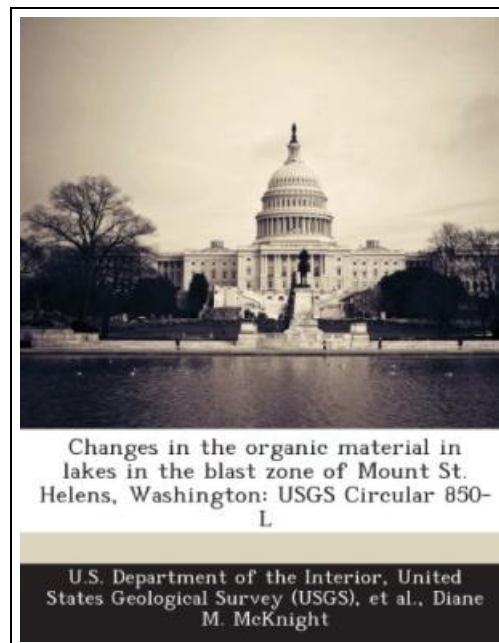 Changes in the organic material in
lakes in the blast zone of Mount St.
Helens, Washington: USGS Circular 850-
L
U.S. Department of the Interior, United
States Geological Survey (USGS), et al., Diane
M. McKnight